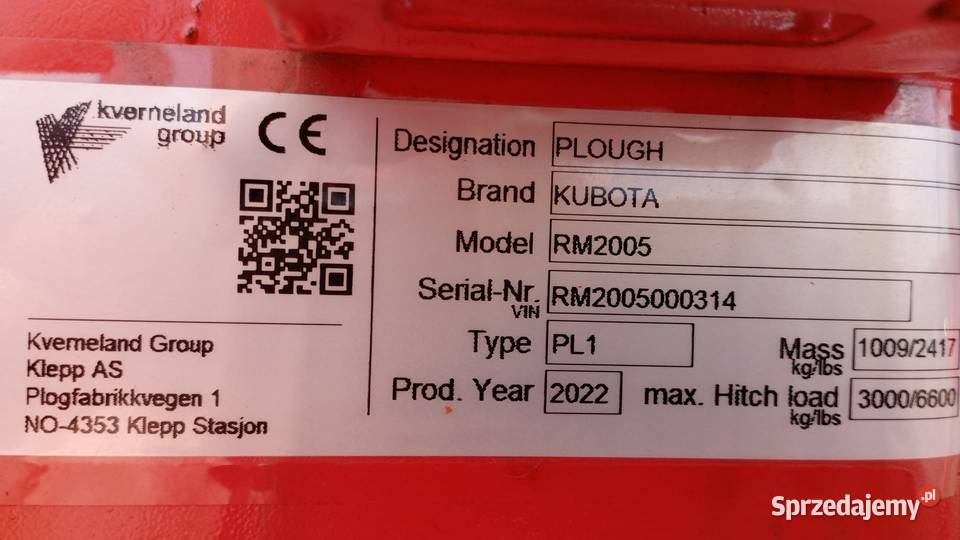 kverneland
group
CE
Designation PLOUGH
Brand KUBOTA
Model RM2005
Serial-Nr. RM2005000314
VIN
Type PL1
Mass 1009/2417
kg/lbs
Prod. Year 2022
max. Hitch load 3000/6600
kg/lbs
Kverneland Group
Klepp AS
Plogfabrikkvegen 1
NO-4353 Klepp Stasjon
Sprzedajemy.pl